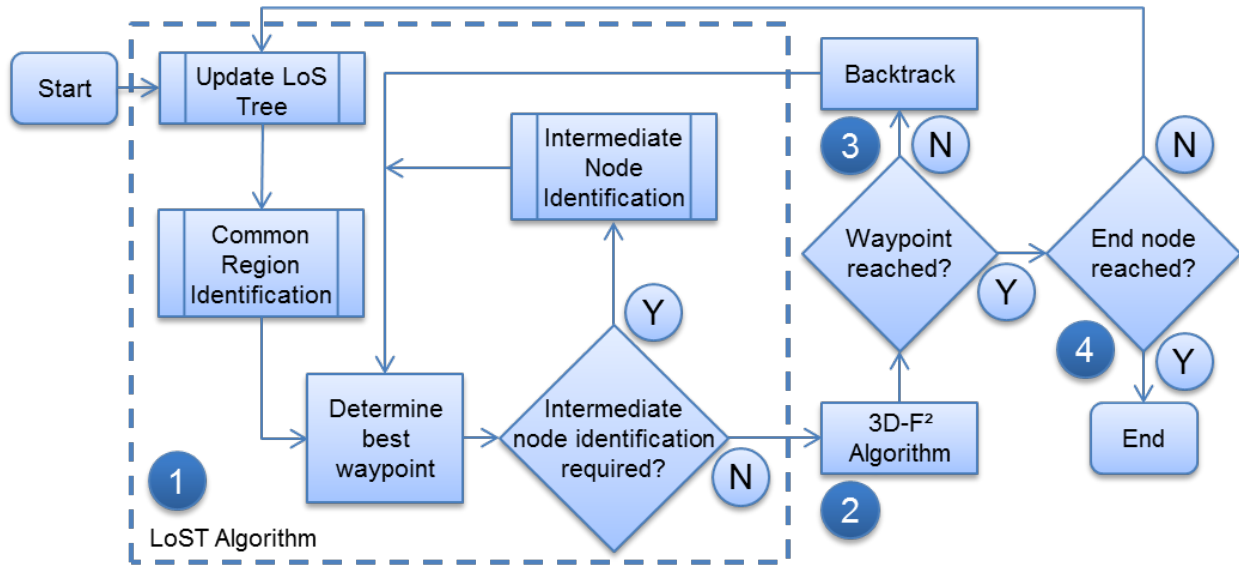 Start
Update LoS
Tree
Common
Region
Identification
Determine
best
waypoint
Intermediate
Node
Identification
Y
Intermediate
node identification
required?
N
1
LoST Algorithm
3D-F²
Algorithm
2
Waypoint
reached?
3
N
Backtrack
Y
End node
reached?
N
4
Y
End